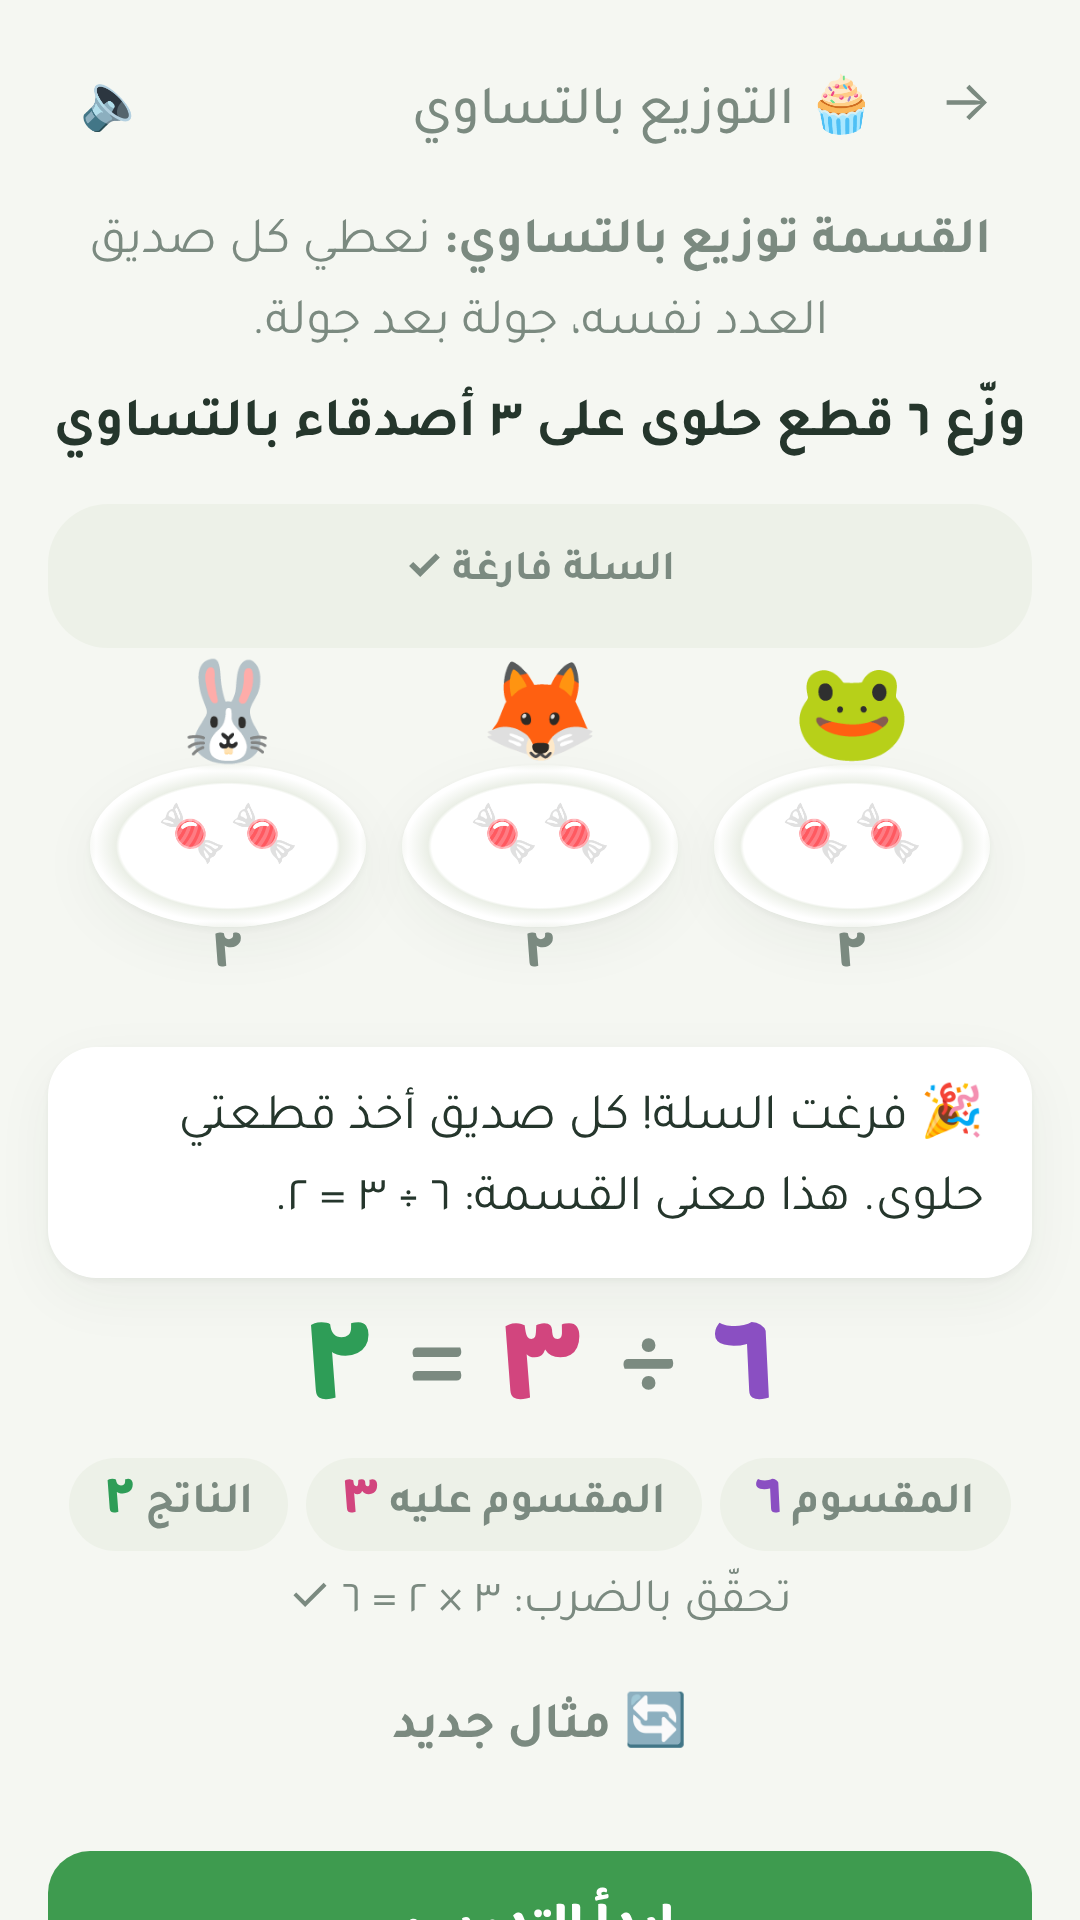 التوزيع بالتساوي
القسمة توزيع بالتساوي: نعطي كل صديق
العدد نفسه، جولة بعد جولة.
وزّع ٦ قطع حلوى على ٣ أصدقاء بالتساوي
السلة فارغة ✓
٢ ٢ ٢
🎉 فرغت السلة! كل صديق أخذ قطعتي
حلوى. هذا معنى القسمة: ٦ ÷ ٣ = ٢.
٦ ÷ ٣ = ٢
المقسوم ٦ المقسوم عليه ٣ الناتج ٢
تحقّق بالضرب: ٣ × ٢ = ٦ ✓
مثال جديد